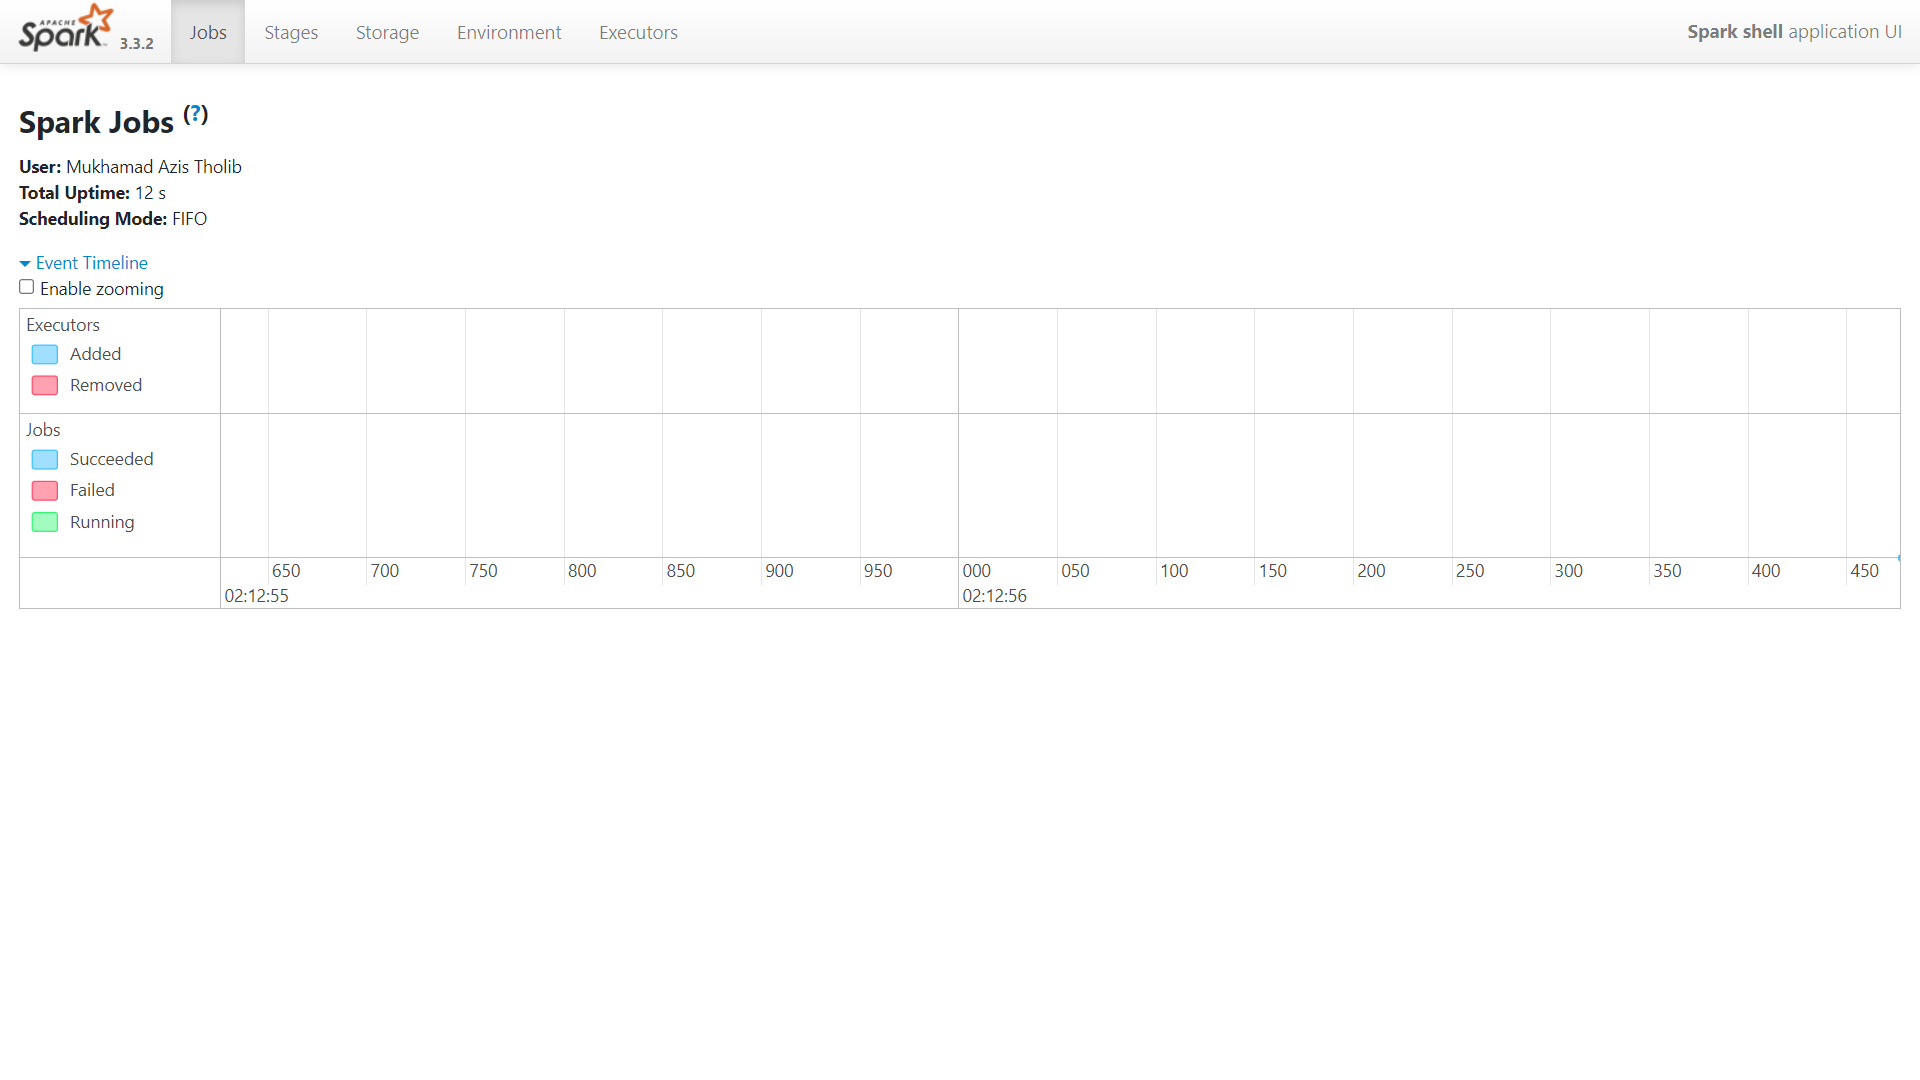 APACHE
Spark 3.3.2 Jobs Stages Storage Environment Executors Spark shell application UI
Spark Jobs (?)
User: Mukhamad Azis Tholib
Total Uptime: 12 s
Scheduling Mode: FIFO
Event Timeline
Enable zooming
Executors
Added
Removed
Jobs
Succeeded
Failed
Running
650 700 750 800 850 900 950 000 050 100 150 200 250 300 350 400 450
02:12:55 02:12:56